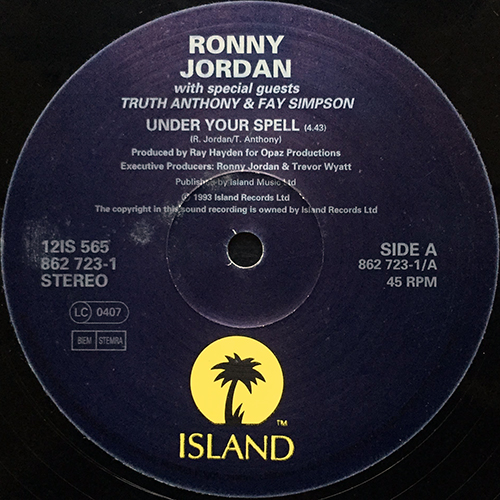 RONNY
JORDAN
with special guests
TRUTH ANTHONY & FAY SIMPSON
UNDER YOUR SPELL (4.43)
(R. Jordan/T. Anthony)
Produced by Ray Hayden for Opaz Productions
Executive Producers: Ronny Jordan & Trevor Wyatt
Published by Island Music Ltd
℗ 1993 Island Records Ltd
The copyright in this sound recording is owned by Island Records Ltd
12IS 565
862 723-1
STEREO
LC 0407
BIEM STEMRA
SIDE A
862 723-1/A
45 RPM
TM
ISLAND